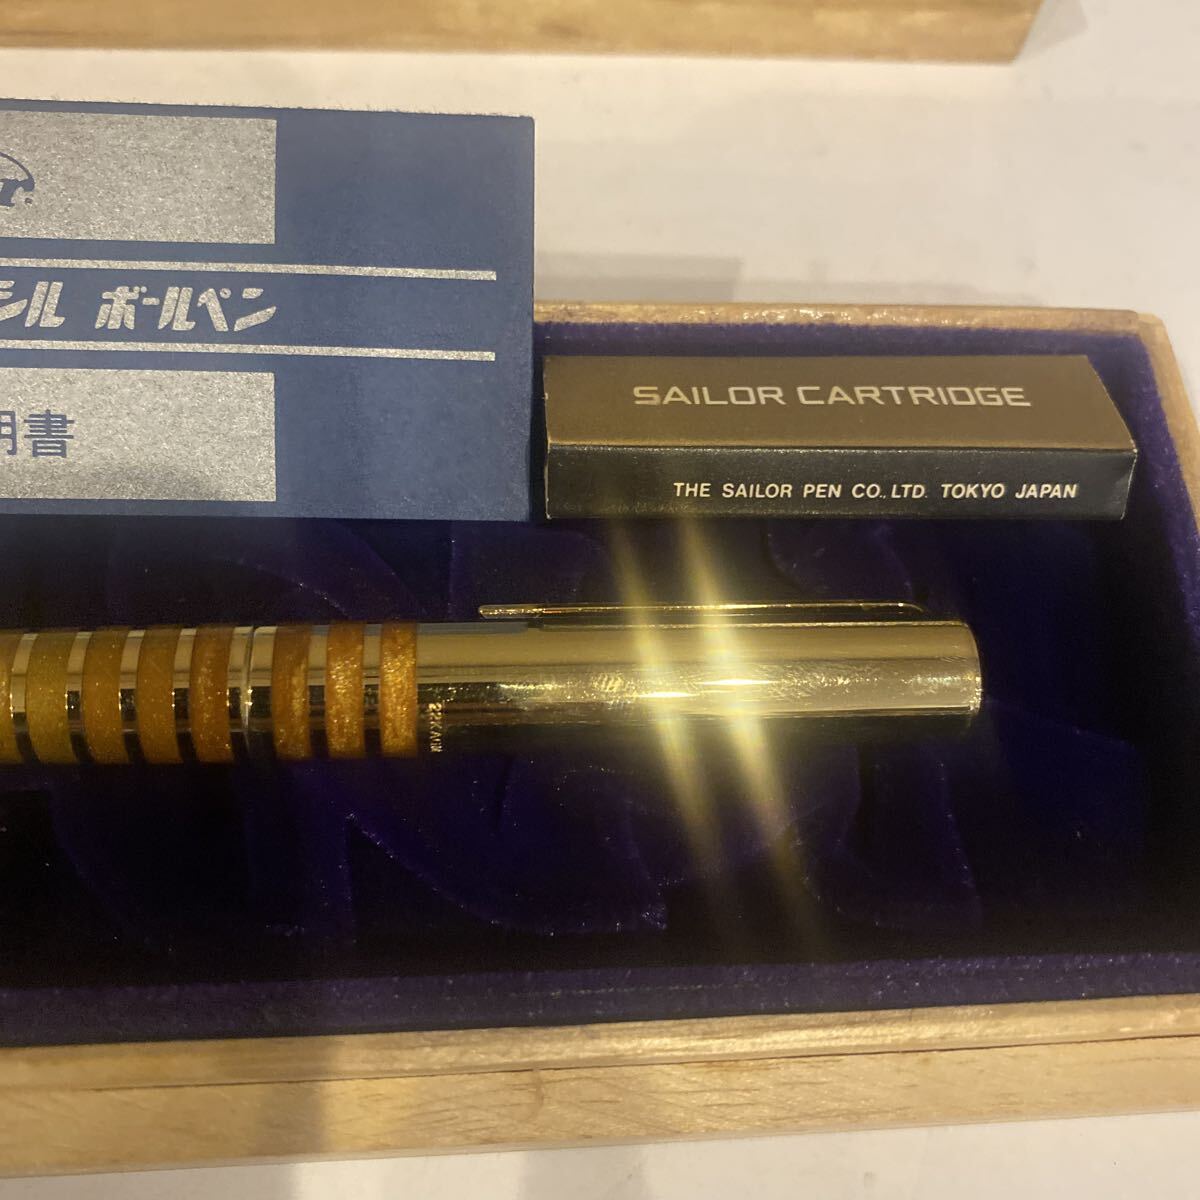 r.
シル ボールペン
明書
SAILOR CARTRIDGE
THE SAILOR PEN CO., LTD. TOKYO JAPAN